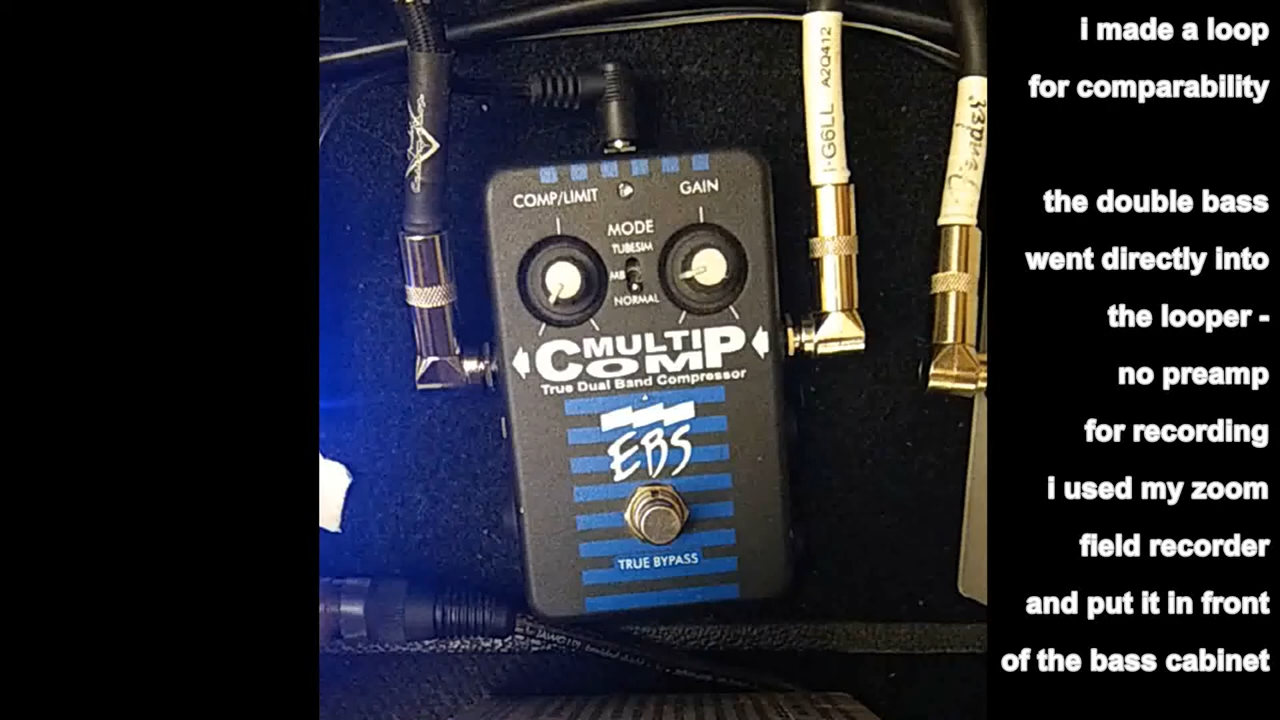 i made a loop
for comparability
the double bass
went directly into
the looper -
no preamp
for recording
i used my zoom
field recorder
and put it in front
of the bass cabinet
COMP/LIMIT
GAIN
MODE
TUBESIM
MB
NORMAL
MULTI
COMP
True Dual Band Compressor
EBS
TRUE BYPASS
A2Q412